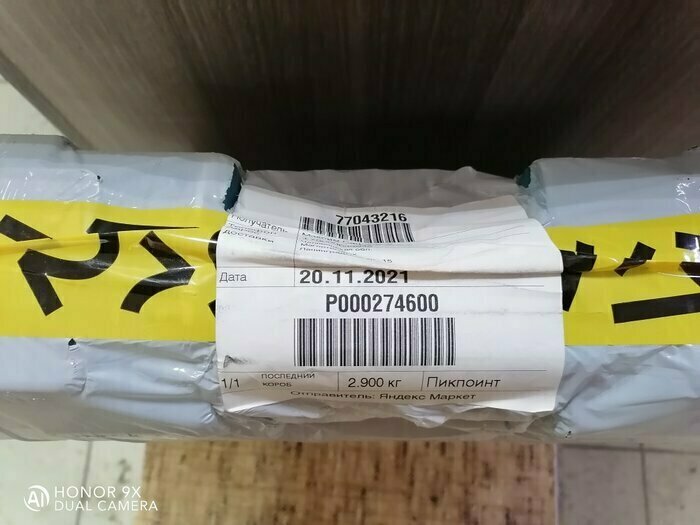 77043216
Получатель
Доставки
Дата 20.11.2021
P000274600
1/1 ПОСЛЕДНИЙ КОРОБ 2.900 кг Пикпоинт
Отправитель: Яндекс Маркет
HONOR 9X
DUAL CAMERA